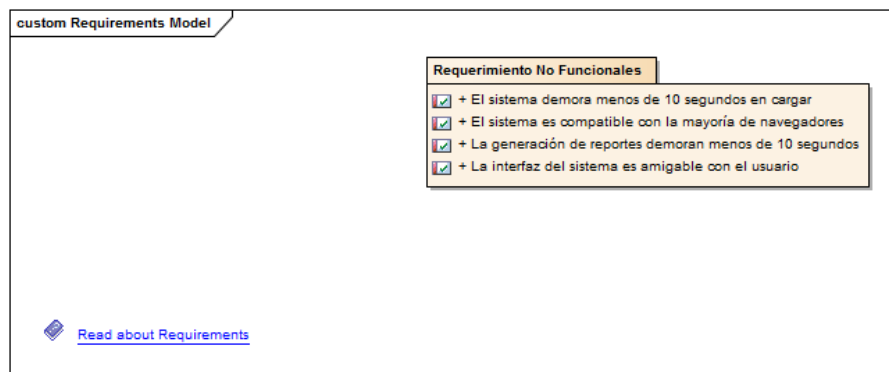 custom Requirements Model
Requerimiento No Funcionales
+ El sistema demora menos de 10 segundos en cargar
+ El sistema es compatible con la mayoría de navegadores
+ La generación de reportes demoran menos de 10 segundos
+ La interfaz del sistema es amigable con el usuario
Read about Requirements